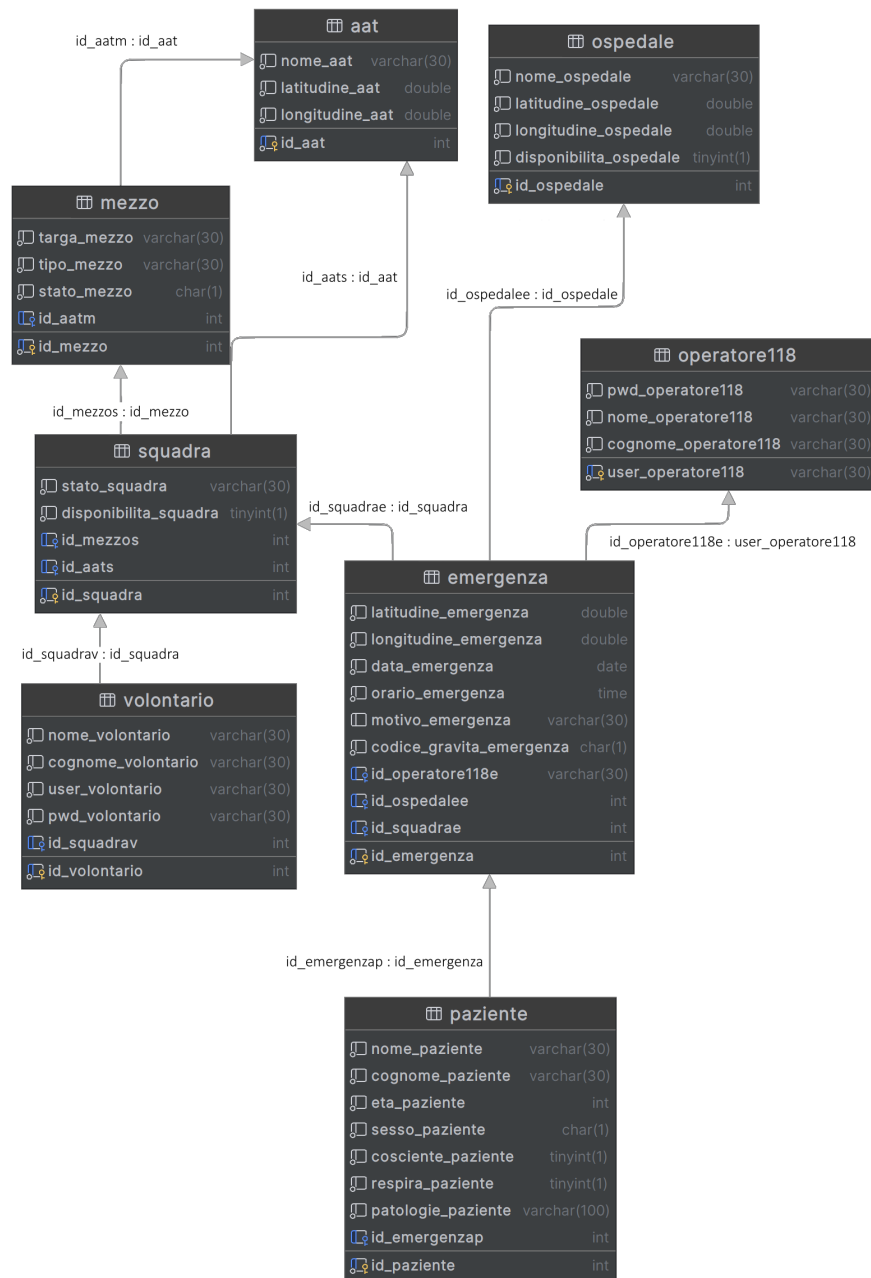 aat
nome_aat varchar(30)
latitudine_aat double
longitudine_aat double
id_aat int
ospedale
nome_ospedale varchar(30)
latitudine_ospedale double
longitudine_ospedale double
disponibilita_ospedale tinyint(1)
id_ospedale int
id_aatm : id_aat
mezzo
targa_mezzo varchar(30)
tipo_mezzo varchar(30)
stato_mezzo char(1)
id_aatm int
id_mezzo int
id_aats : id_aat
id_ospedalee : id_ospedale
operatore118
pwd_operatore118 varchar(30)
nome_operatore118 varchar(30)
cognome_operatore118 varchar(30)
user_operatore118 varchar(30)
id_mezzos : id_mezzo
squadra
stato_squadra varchar(30)
disponibilita_squadra tinyint(1)
id_mezzos int
id_aats int
id_squadra int
id_squadrae : id_squadra
id_operatore118e : user_operatore118
emergenza
latitudine_emergenza double
longitudine_emergenza double
data_emergenza date
orario_emergenza time
motivo_emergenza varchar(30)
codice_gravita_emergenza char(1)
id_operatore118e varchar(30)
id_ospedalee int
id_squadrae int
id_emergenza int
id_squadrav : id_squadra
volontario
nome_volontario varchar(30)
cognome_volontario varchar(30)
user_volontario varchar(30)
pwd_volontario varchar(30)
id_squadrav int
id_volontario int
id_emergenzap : id_emergenza
paziente
nome_paziente varchar(30)
cognome_paziente varchar(30)
eta_paziente int
sesso_paziente char(1)
cosciente_paziente tinyint(1)
respira_paziente tinyint(1)
patologie_paziente varchar(100)
id_emergenzap int
id_paziente int